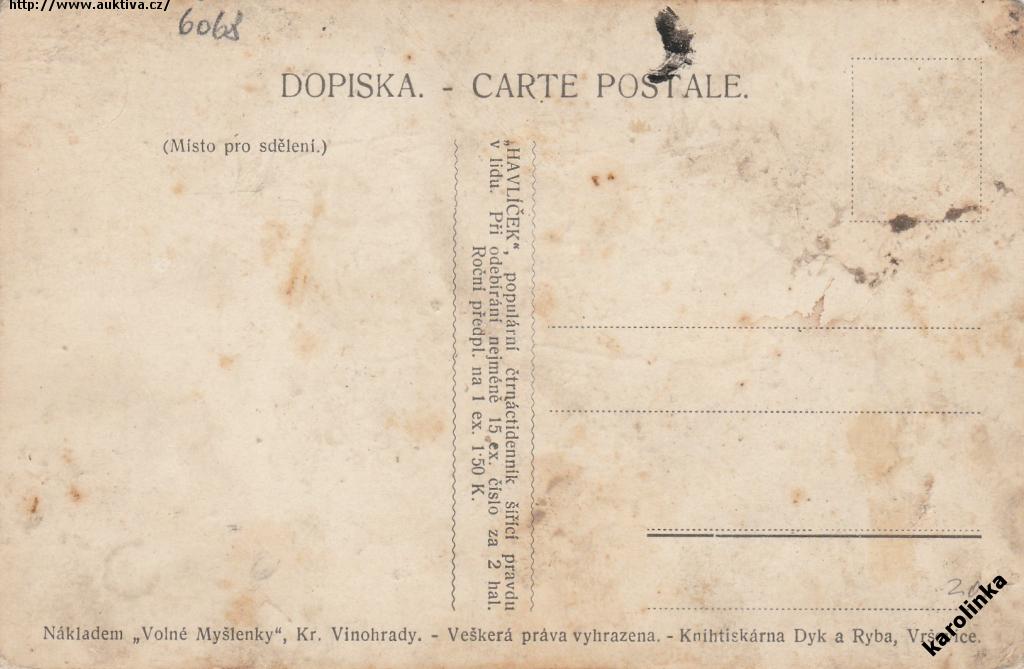 http://www.auktiva.cz/
6068
DOPISKA. - CARTE POSTALE.
(Místo pro sdělení.)
„HAVLÍČEK“, populární čtrnáctidenník šířící pravdu
v lidu. Při odebírání nejméně 15 ex. číslo za 2 hal.
Roční předpl. na 1 ex. 1·50 K.
Nákladem „Volné Myšlenky“, Kr. Vinohrady. - Veškerá práva vyhrazena. - Knihtiskárna Dyk a Ryba, Vršovice.
karolinka